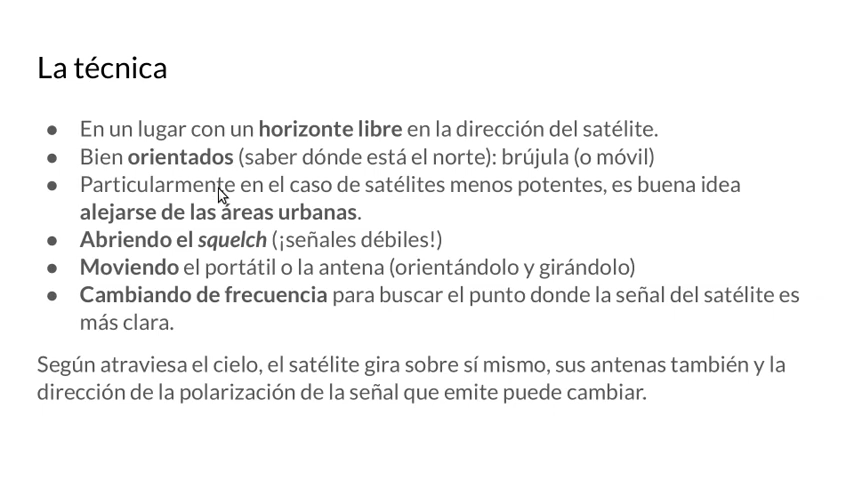 La técnica
● En un lugar con un horizonte libre en la dirección del satélite.
● Bien orientados (saber dónde está el norte): brújula (o móvil)
● Particularmente en el caso de satélites menos potentes, es buena idea
alejarse de las áreas urbanas.
● Abriendo el squelch (¡señales débiles!)
● Moviendo el portátil o la antena (orientándolo y girándolo)
● Cambiando de frecuencia para buscar el punto donde la señal del satélite es
más clara.
Según atraviesa el cielo, el satélite gira sobre sí mismo, sus antenas también y la
dirección de la polarización de la señal que emite puede cambiar.